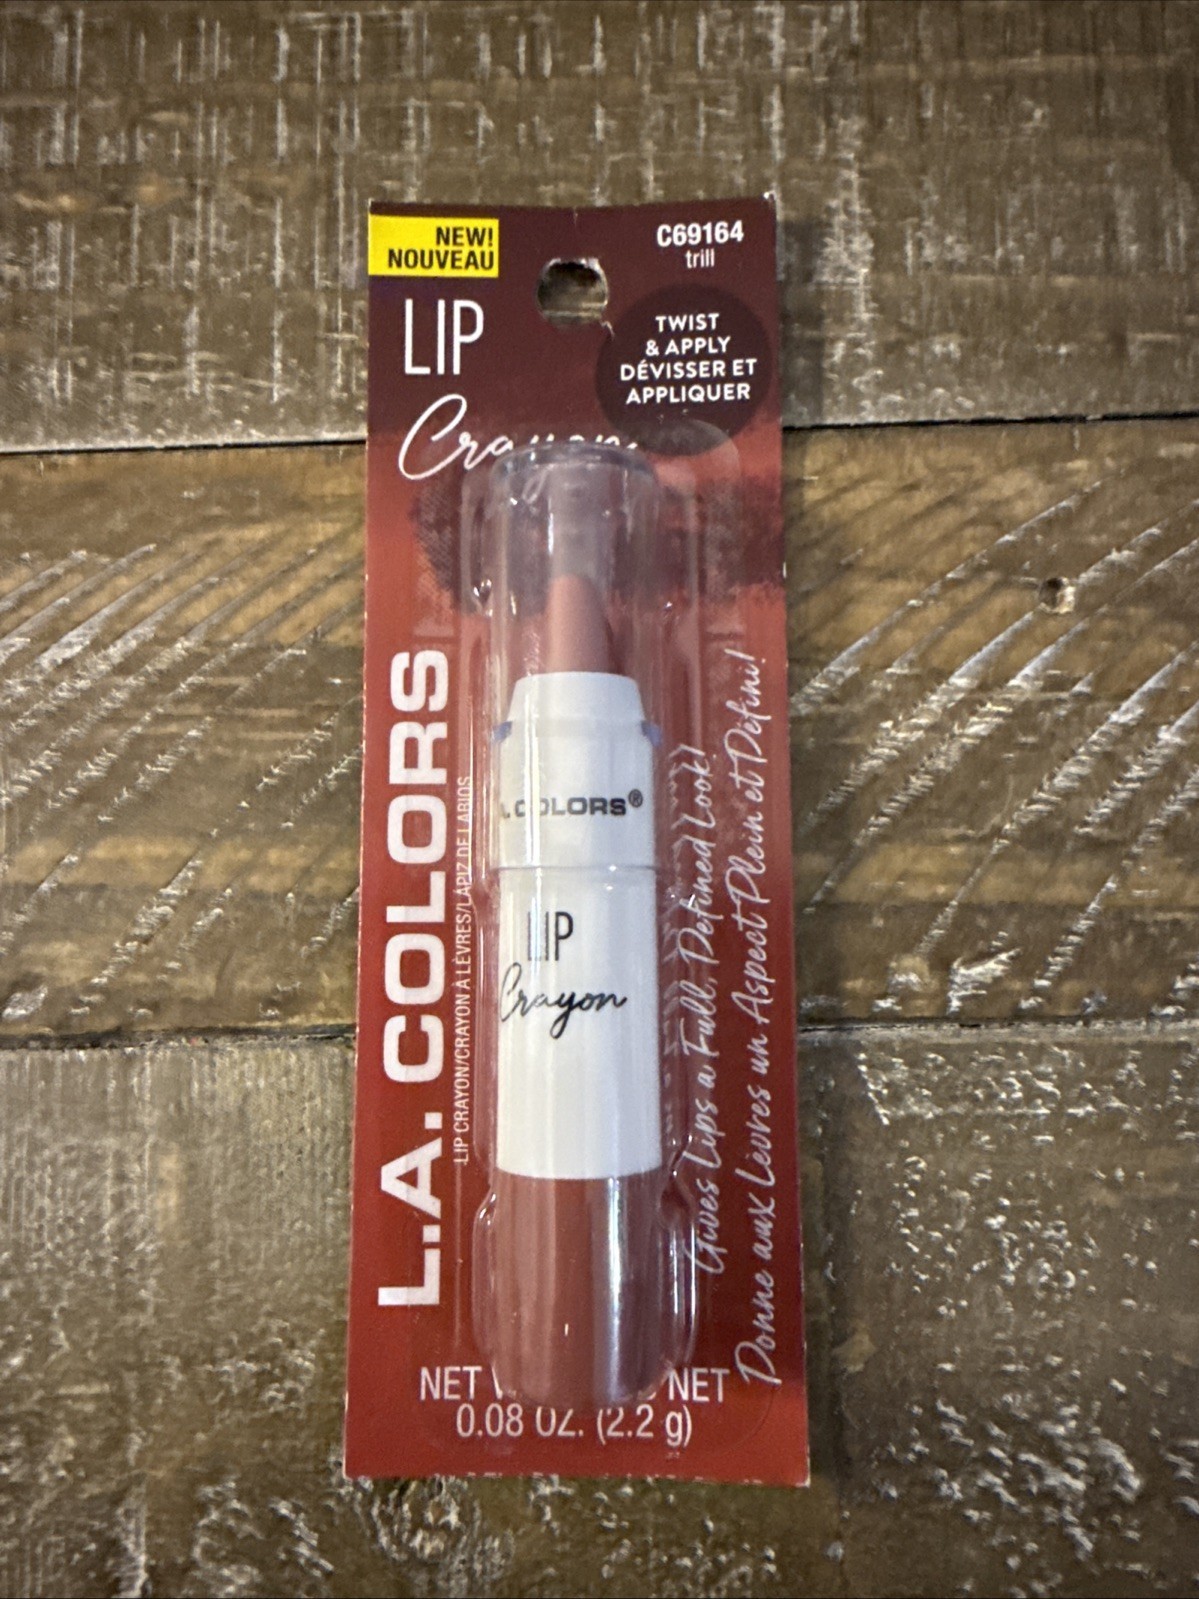 NEW!
NOUVEAU
C69164
trill
LIP
Crayon
TWIST
& APPLY
DÉVISSER ET
APPLIQUER
L.A. COLORS
LIP CRAYON/CRAYON À LÈVRES/LÁPIZ DE LABIOS
COLORS®
LIP
Crayon
Gives Lips a Full, Defined Look!
Donne aux Lèvres un Aspect Plein et Défini!
NET NET
0.08 OZ. (2.2 g)